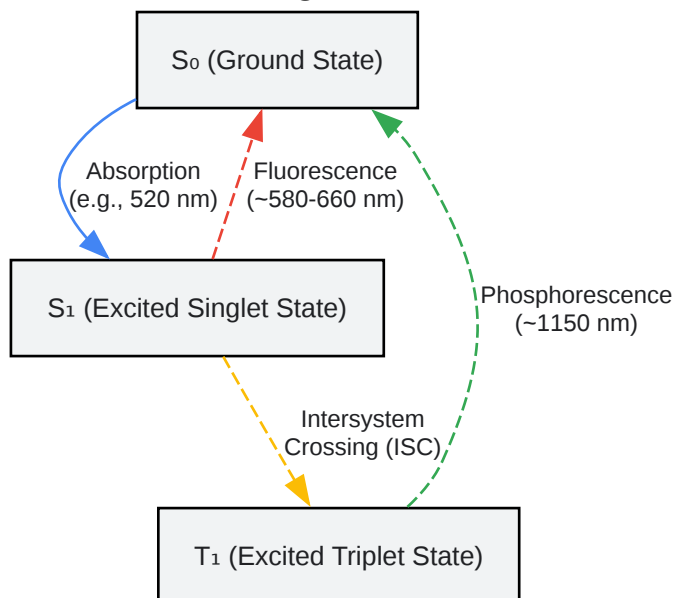 S₀ (Ground State)
Absorption
(e.g., 520 nm)
Fluorescence
(~580-660 nm)
S₁ (Excited Singlet State)
Phosphorescence
(~1150 nm)
Intersystem
Crossing (ISC)
T₁ (Excited Triplet State)